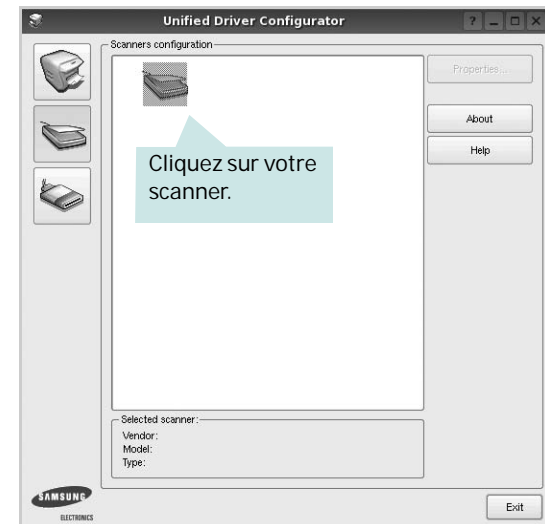 Unified Driver Configurator
Scanners configuration
Properties...
About
Help
Cliquez sur votre
scanner.
Selected scanner:
Vendor:
Model:
Type:
SAMSUNG
ELECTRONICS
Exit